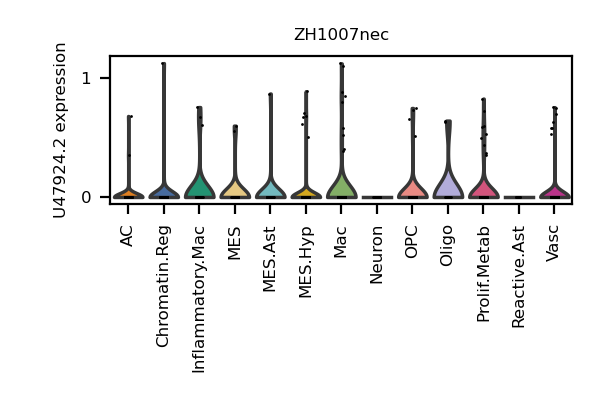 ZH1007nec
U47924.2 expression
1
0
AC
Chromatin.Reg
Inflammatory.Mac
MES
MES.Ast
MES.Hyp
Mac
Neuron
OPC
Oligo
Prolif.Metab
Reactive.Ast
Vasc